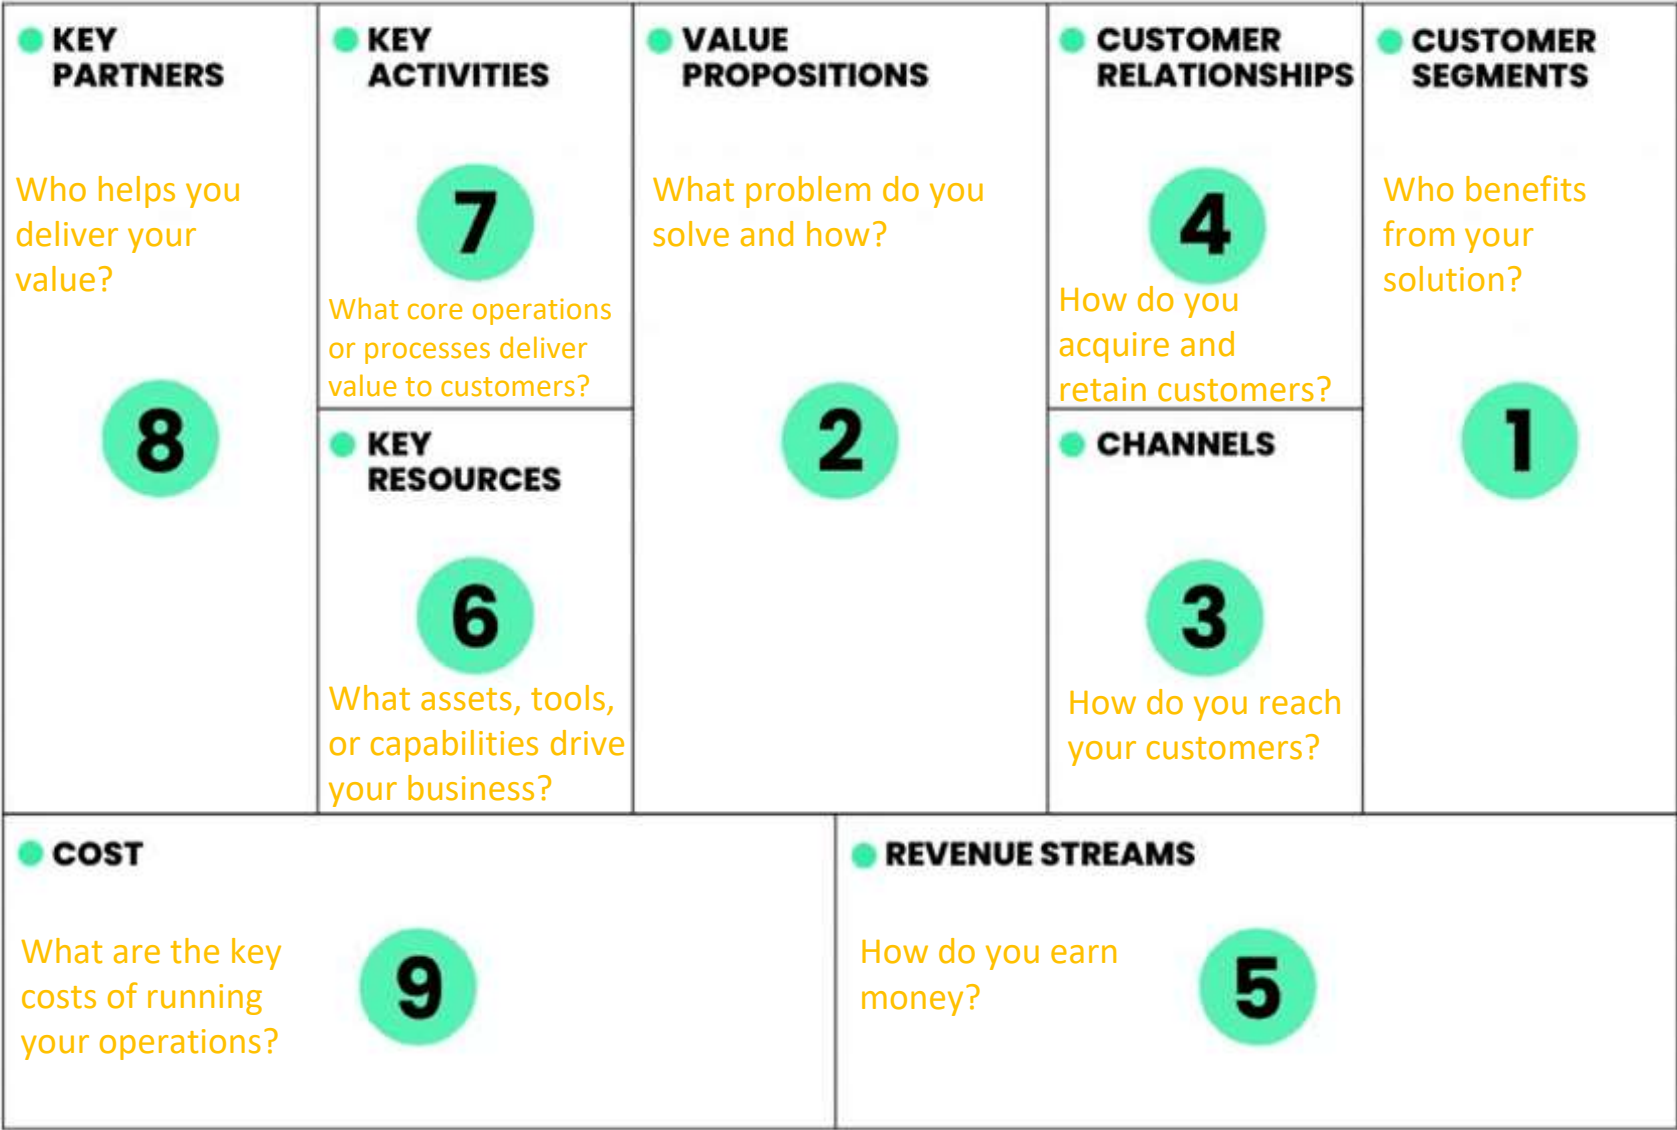 KEY
PARTNERS
Who helps you
deliver your
value?
8
KEY
ACTIVITIES
7
What core operations
or processes deliver
value to customers?
KEY
RESOURCES
6
What assets, tools,
or capabilities drive
your business?
VALUE
PROPOSITIONS
What problem do you
solve and how?
2
CUSTOMER
RELATIONSHIPS
4
How do you
acquire and
retain customers?
CHANNELS
3
How do you reach
your customers?
CUSTOMER
SEGMENTS
Who benefits
from your
solution?
1
COST
What are the key
costs of running
your operations?
9
REVENUE STREAMS
How do you earn
money?
5